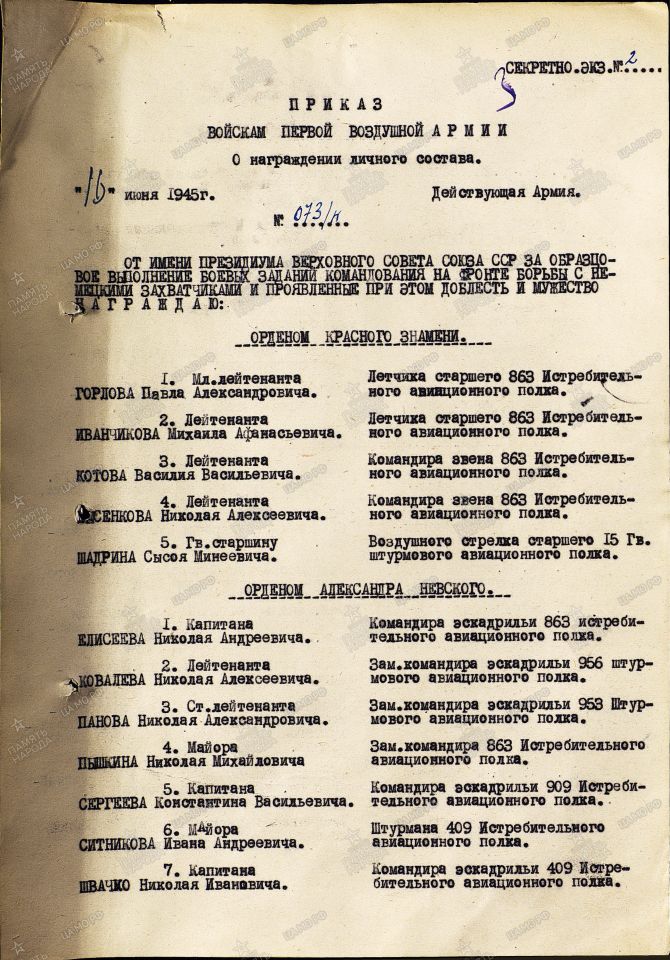 СЕКРЕТНО.ЭКЗ.№ 2
П Р И К А З
ВОЙСКАМ ПЕРВОЙ ВОЗДУШНОЙ А Р М И И
О награждении личного состава.
"16" июня 1945г. Действующая Армия.
№ 073/н
ОТ ИМЕНИ ПРЕЗИДИУМА ВЕРХОВНОГО СОВЕТА СОЮЗА ССР ЗА ОБРАЗЦО-
ВОЕ ВЫПОЛНЕНИЕ БОЕВЫХ ЗАДАНИЙ КОМАНДОВАНИЯ НА ФРОНТЕ БОРЬБЫ С НЕ-
МЕЦКИМИ ЗАХВАТЧИКАМИ И ПРОЯВЛЕННЫЕ ПРИ ЭТОМ ДОБЛЕСТЬ И МУЖЕСТВО
Н А Г Р А Ж Д А Ю:
ОРДЕНОМ КРАСНОГО ЗНАМЕНИ.
1. Мл.лейтенанта Летчика старшего 863 Истребитель-
ГОРЛОВА Павла Александровича. ного авиационного полка.
2. Лейтенанта Летчика старшего 863 Истребитель-
ИВАНЧИКОВА Михаила Афанасьевича. ного авиационного полка.
3. Лейтенанта Командира звена 863 Истребитель-
КОТОВА Василия Васильевича. ного авиационного полка.
4. Лейтенанта Командира звена 863 Истребитель-
Николая Алексеевича. ного авиационного полка.
5. Гв.старшину Воздушного стрелка старшего 15 Гв.
ШАДРИНА Сысоя Минеевича. штурмового авиационного полка.
ОРДЕНОМ АЛЕКСАНДРА НЕВСКОГО.
1. Капитана Командира эскадрильи 863 истреби-
ЕЛИСЕЕВА Николая Андреевича. тельного авиационного полка.
2. Лейтенанта Зам.командира эскадрильи 956 штур-
КОВАЛЕВА Николая Алексеевича. мового авиационного полка.
3. Ст.лейтенанта Зам.командира эскадрильи 953 Штур-
ПАНОВА Николая Александровича. мового авиационного полка.
4. Майора Зам.командира 863 Истребительного
ПЫШКИНА Николая Михайловича авиационного полка.
5. Капитана Командира эскадрильи 909 Истреби-
СЕРГЕЕВА Константина Васильевича. тельного авиационного полка.
6. Майора Штурмана 409 Истребительного
СИТНИКОВА Ивана Андреевича. авиационного полка.
7. Капитана Командира эскадрильи 409 Истре-
ШВАЧКО Николая Ивановича. бительного авиационного полка.
ПАМЯТЬ
НАРОДА
ЦАМО.РФ